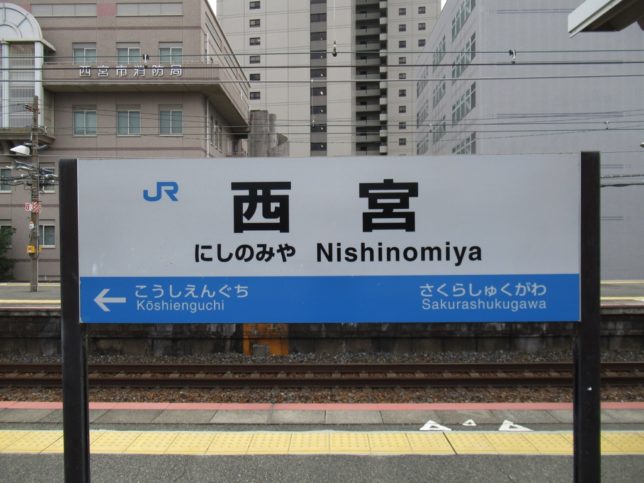 西宮市消防局
JR
西宮
にしのみや Nishinomiya
← こうしえんぐち さくらしゅくがわ
Kōshienguchi Sakurashukugawa